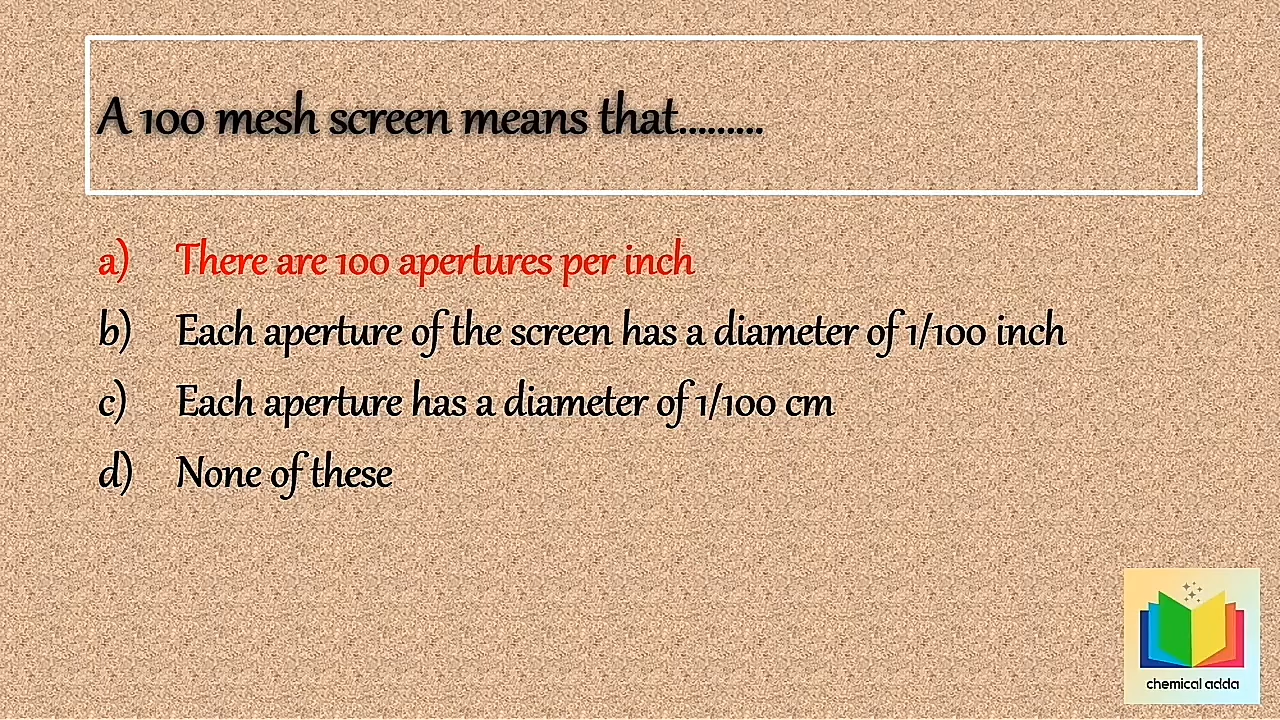 A 100 mesh screen means that.........
a) There are 100 apertures per inch
b) Each aperture of the screen has a diameter of 1/100 inch
c) Each aperture has a diameter of 1/100 cm
d) None of these
chemical adda